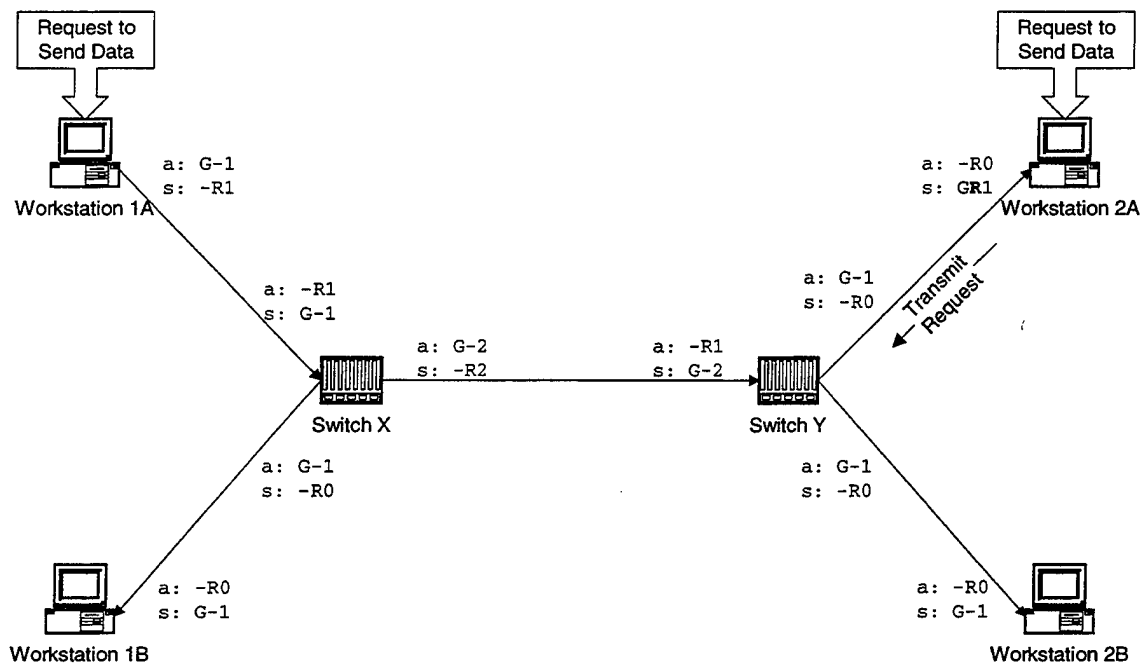 Request to
Send Data
Request to
Send Data
a: G-1
s: -R1
Workstation 1A
a: -R0
s: GR1
Workstation 2A
a: -R1
s: G-1
a: G-1
s: -R0
Transmit
Request
a: G-2
s: -R2
a: -R1
s: G-2
Switch X
Switch Y
a: G-1
s: -R0
a: G-1
s: -R0
a: -R0
s: G-1
Workstation 1B
a: -R0
s: G-1
Workstation 2B